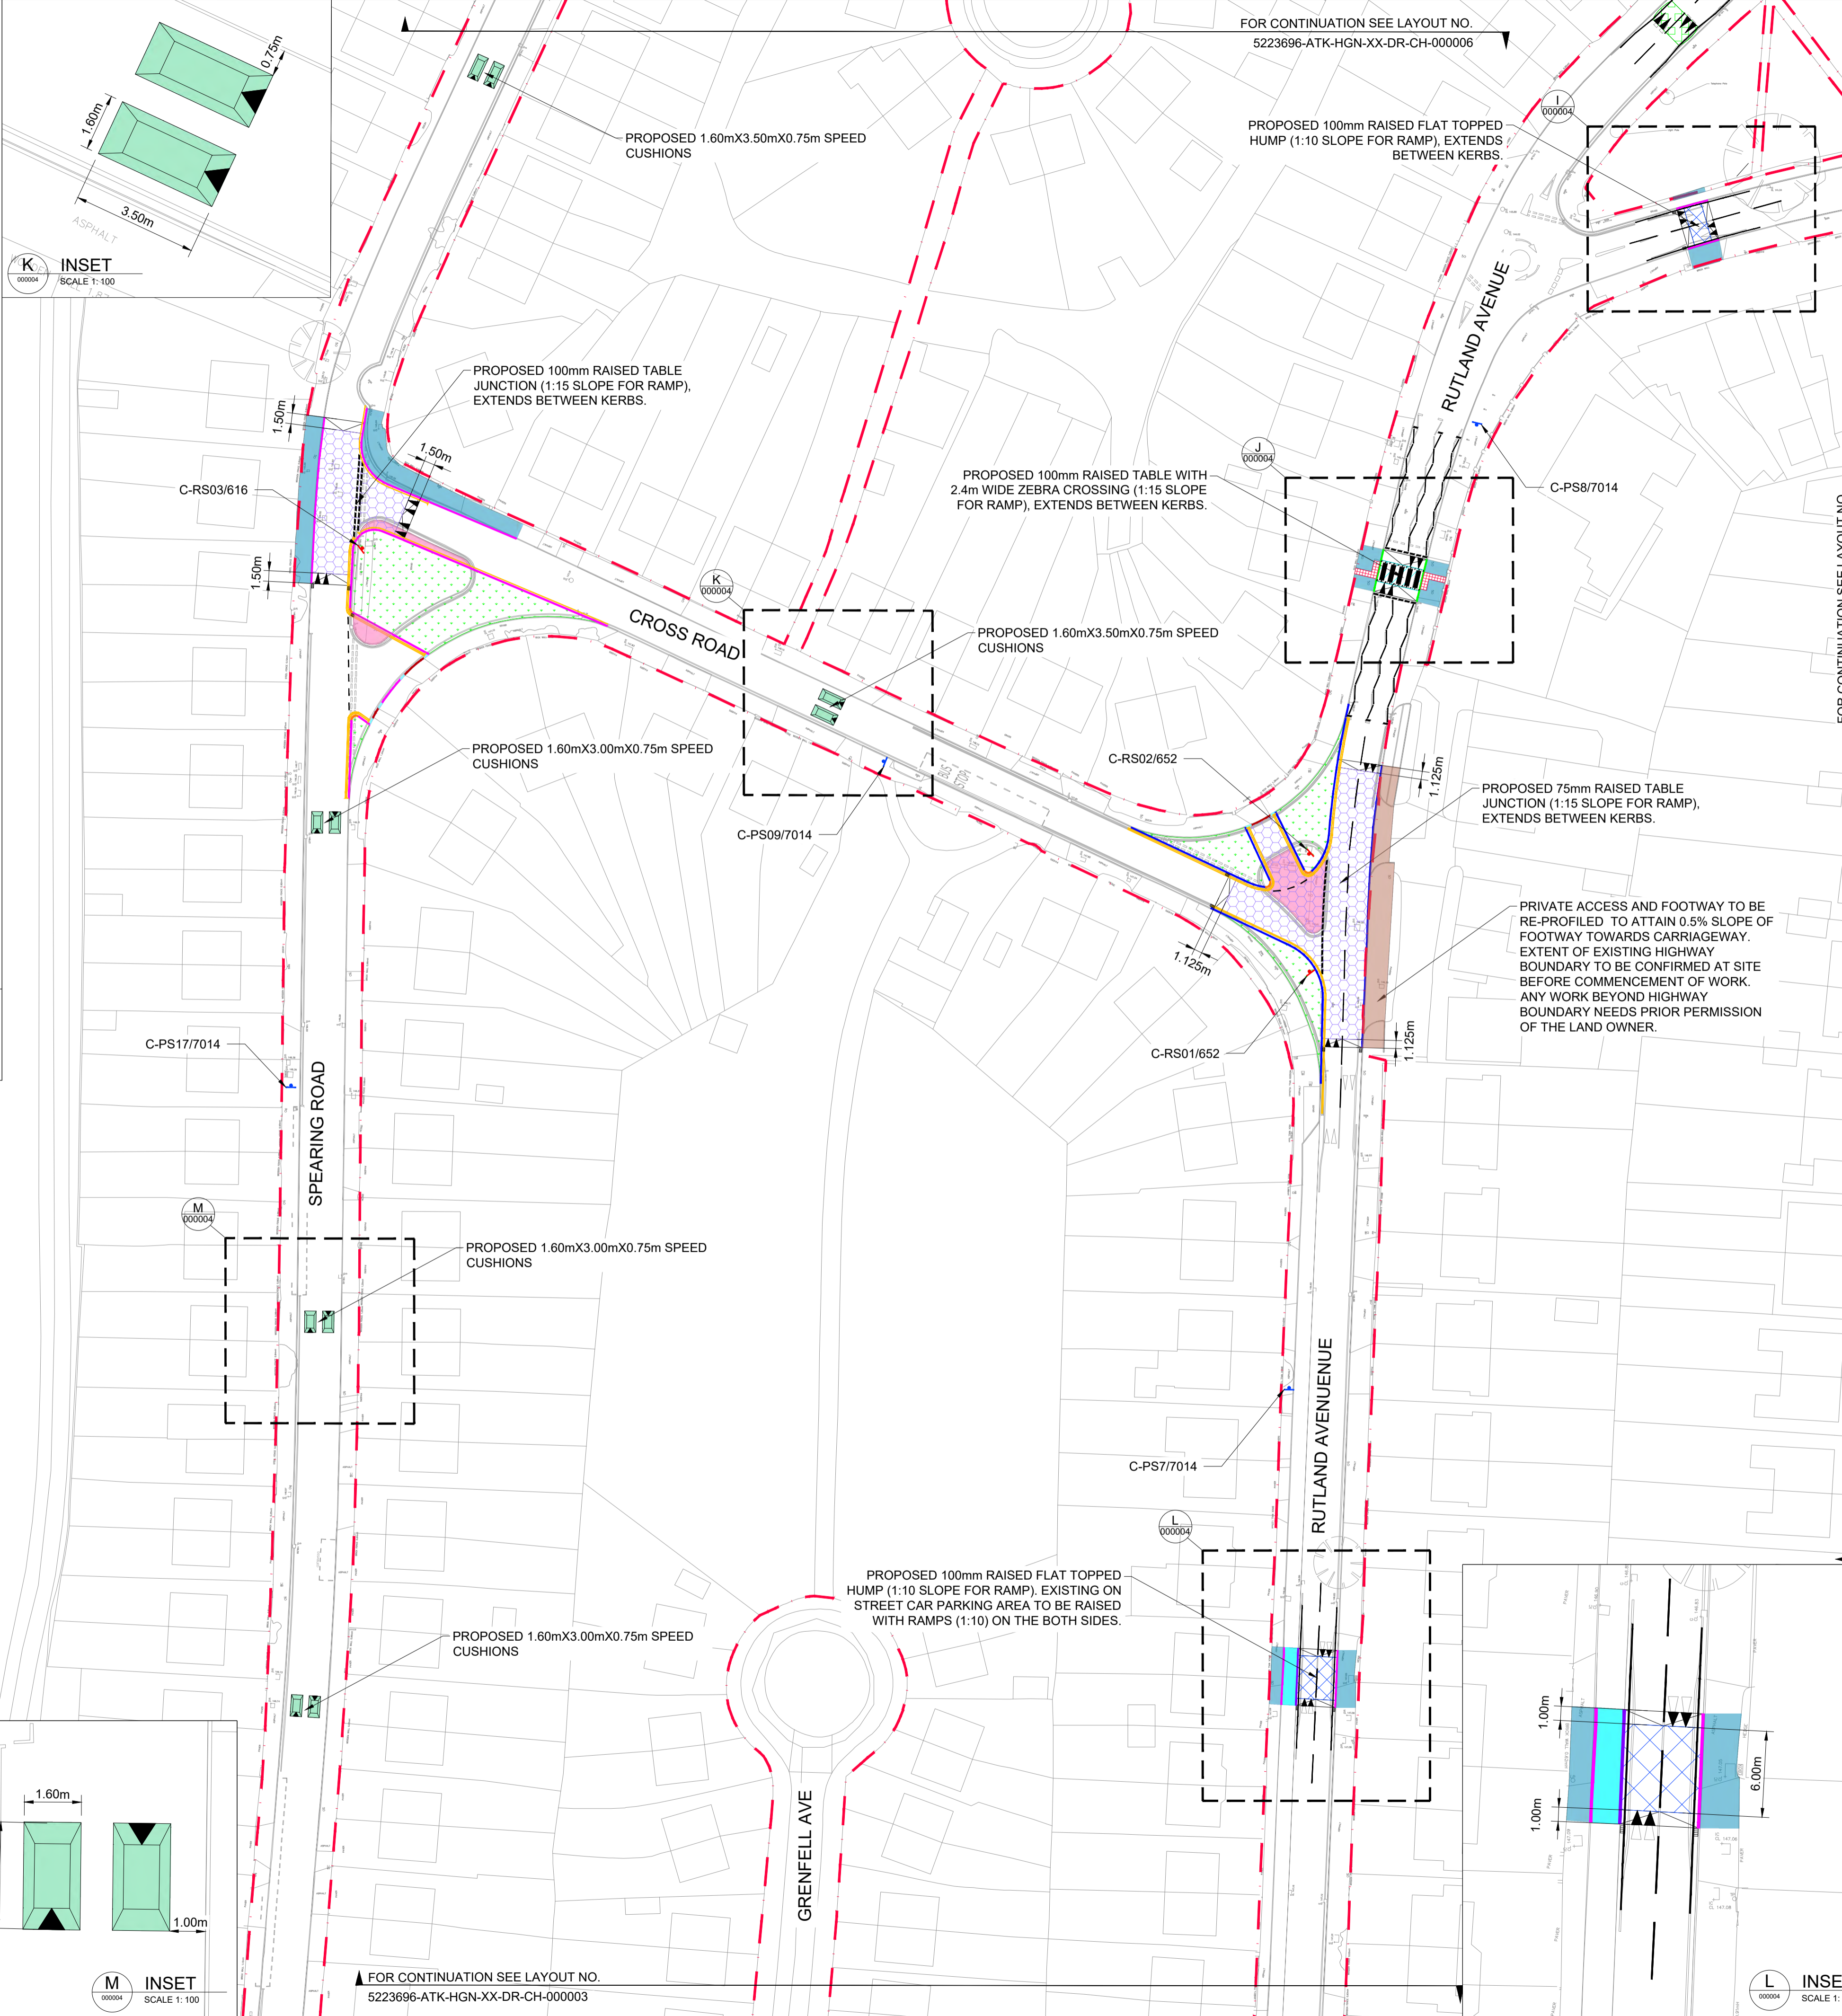 FOR CONTINUATION SEE LAYOUT NO.
5223696-ATK-HGN-XX-DR-CH-000006
0.75m
1.60m
3.50m
ASPHALT
K
000004
INSET
SCALE 1: 100
PROPOSED 1.60mX3.50mX0.75m SPEED
CUSHIONS
I
000004
PROPOSED 100mm RAISED FLAT TOPPED
HUMP (1:10 SLOPE FOR RAMP), EXTENDS
BETWEEN KERBS.
RUTLAND AVENUE
PROPOSED 100mm RAISED TABLE
JUNCTION (1:15 SLOPE FOR RAMP),
EXTENDS BETWEEN KERBS.
1.50m
1.50m
C-RS03/616
1.50m
J
000004
PROPOSED 100mm RAISED TABLE WITH
2.4m WIDE ZEBRA CROSSING (1:15 SLOPE
FOR RAMP), EXTENDS BETWEEN KERBS.
C-PS8/7014
FOR CONTINUATION SEE LAYOUT NO.
K
000004
CROSS ROAD
PROPOSED 1.60mX3.50mX0.75m SPEED
CUSHIONS
PROPOSED 1.60mX3.00mX0.75m SPEED
CUSHIONS
BUS
STOP
C-RS02/652
1.125m
PROPOSED 75mm RAISED TABLE
JUNCTION (1:15 SLOPE FOR RAMP),
EXTENDS BETWEEN KERBS.
C-PS09/7014
PRIVATE ACCESS AND FOOTWAY TO BE
RE-PROFILED TO ATTAIN 0.5% SLOPE OF
FOOTWAY TOWARDS CARRIAGEWAY.
EXTENT OF EXISTING HIGHWAY
BOUNDARY TO BE CONFIRMED AT SITE
BEFORE COMMENCEMENT OF WORK.
ANY WORK BEYOND HIGHWAY
BOUNDARY NEEDS PRIOR PERMISSION
OF THE LAND OWNER.
1.125m
1.125m
C-RS01/652
C-PS17/7014
SPEARING ROAD
M
000004
PROPOSED 1.60mX3.00mX0.75m SPEED
CUSHIONS
RUTLAND AVENUENUE
C-PS7/7014
L
000004
PROPOSED 100mm RAISED FLAT TOPPED
HUMP (1:10 SLOPE FOR RAMP). EXISTING ON
STREET CAR PARKING AREA TO BE RAISED
WITH RAMPS (1:10) ON THE BOTH SIDES.
PROPOSED 1.60mX3.00mX0.75m SPEED
CUSHIONS
GRENFELL AVE
1.60m
1.00m
M
000004
INSET
SCALE 1: 100
1.00m
1.00m
6.00m
L
000004
INSE
SCALE 1:
FOR CONTINUATION SEE LAYOUT NO.
5223696-ATK-HGN-XX-DR-CH-000003